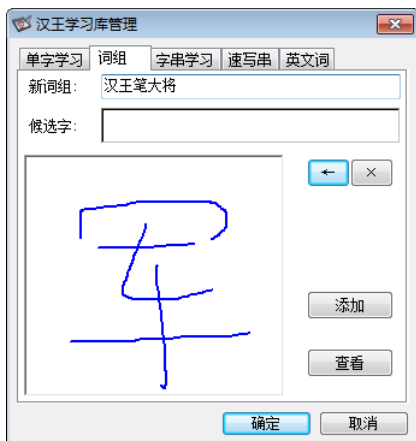 汉王学习库管理
单字学习 词组 字串学习 速写串 英文词
新词组： 汉王笔大将
候选字：
← ×
军
添加
查看
确定 取消